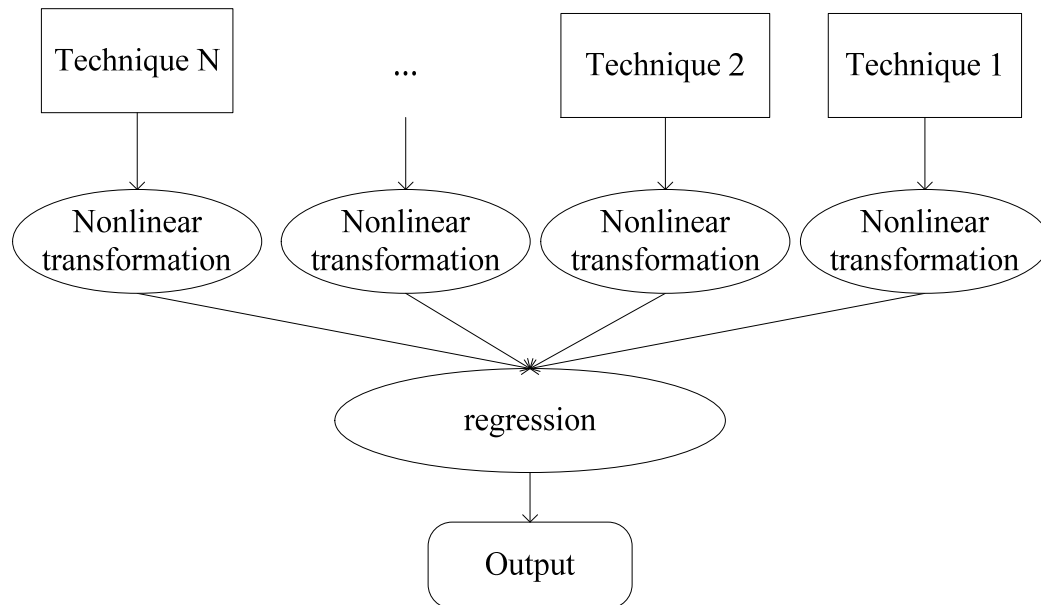 Technique N
...
Technique 2
Technique 1
Nonlinear
transformation
Nonlinear
transformation
Nonlinear
transformation
Nonlinear
transformation
regression
Output